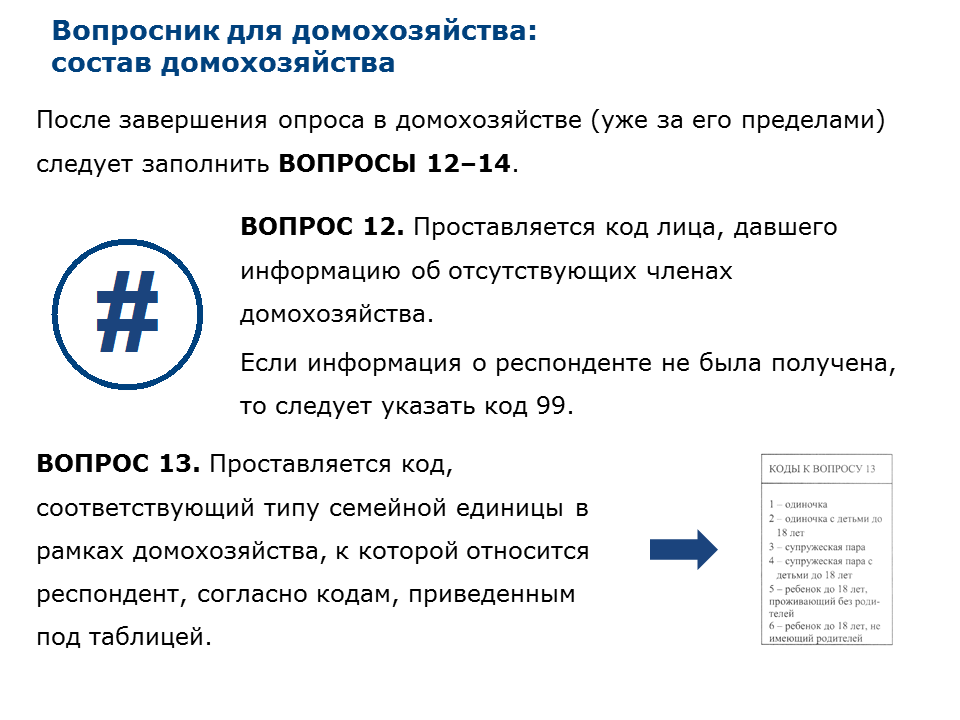 Вопросник для домохозяйства:
состав домохозяйства
После завершения опроса в домохозяйстве (уже за его пределами)
следует заполнить ВОПРОСЫ 12–14.
#
ВОПРОС 12. Проставляется код лица, давшего
информацию об отсутствующих членах
домохозяйства.
Если информация о респонденте не была получена,
то следует указать код 99.
ВОПРОС 13. Проставляется код,
соответствующий типу семейной единицы в
рамках домохозяйства, к которой относится
респондент, согласно кодам, приведенным
под таблицей.
КОДЫ К ВОПРОСУ 13
1 – одиночка
2 – одиночка с детьми до
18 лет
3 – супружеская пара
4 – супружеская пара с
детьми до 18 лет
5 – ребенок до 18 лет,
проживающий без роди-
телей
6 – ребенок до 18 лет, не
имеющий родителей